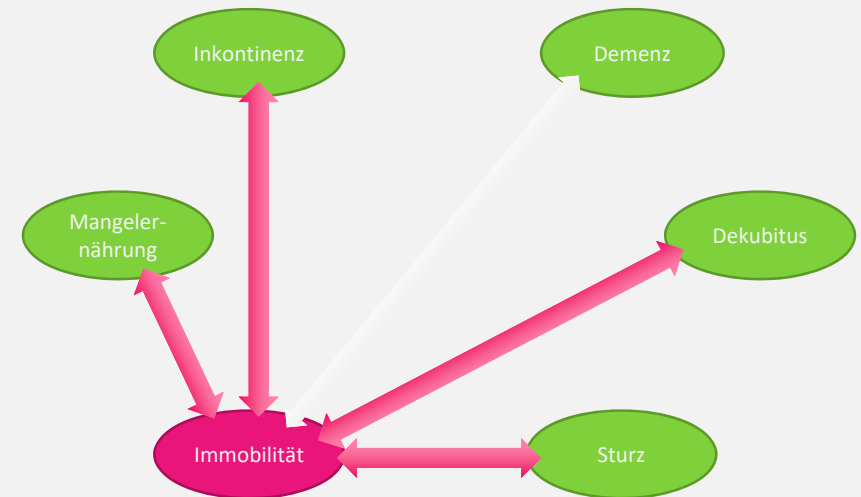 Inkontinenz
Demenz
Mangeler-
nährung
Dekubitus
Immobilität
Sturz